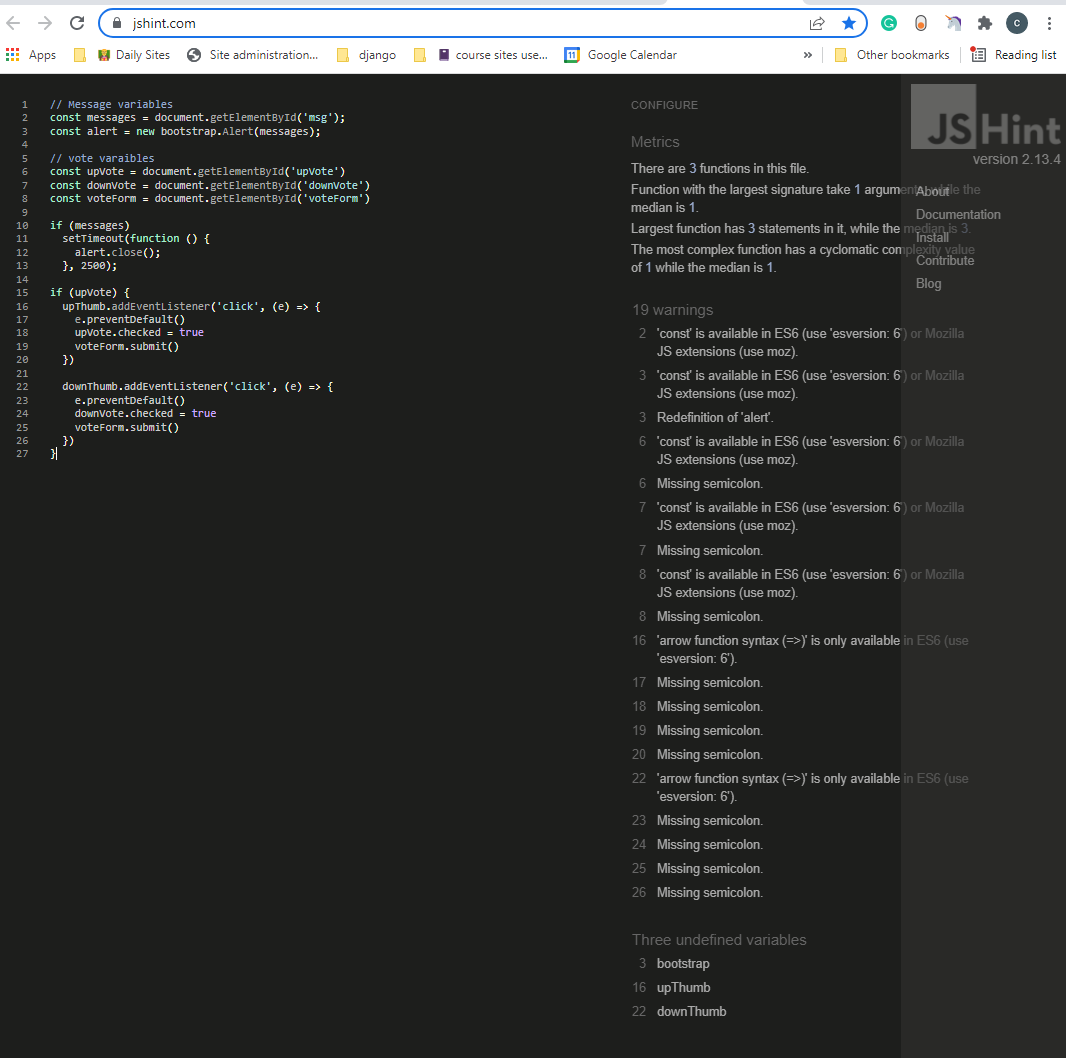 jshint.com
C
Apps
Daily Sites
Site administration...
django
course sites use...
11
Google Calendar
»
Other bookmarks
Reading list
1 // Message variables
2 const messages = document.getElementById('msg');
3 const alert = new bootstrap.Alert(messages);
4
5 // vote varaibles
6 const upVote = document.getElementById('upVote')
7 const downVote = document.getElementById('downVote')
8 const voteForm = document.getElementById('voteForm')
9
10 if (messages)
11 setTimeout(function () {
12 alert.close();
13 }, 2500);
14
15 if (upVote) {
16 upThumb.addEventListener('click', (e) => {
17 e.preventDefault()
18 upVote.checked = true
19 voteForm.submit()
20 })
21
22 downThumb.addEventListener('click', (e) => {
23 e.preventDefault()
24 downVote.checked = true
25 voteForm.submit()
26 })
27 }
CONFIGURE
Metrics
There are 3 functions in this file.
Function with the largest signature take 1 arguments, while the
median is 1.
Largest function has 3 statements in it, while the median is 3.
The most complex function has a cyclomatic complexity value
of 1 while the median is 1.
19 warnings
2 'const' is available in ES6 (use 'esversion: 6') or Mozilla
JS extensions (use moz).
3 'const' is available in ES6 (use 'esversion: 6') or Mozilla
JS extensions (use moz).
3 Redefinition of 'alert'.
6 'const' is available in ES6 (use 'esversion: 6') or Mozilla
JS extensions (use moz).
6 Missing semicolon.
7 'const' is available in ES6 (use 'esversion: 6') or Mozilla
JS extensions (use moz).
7 Missing semicolon.
8 'const' is available in ES6 (use 'esversion: 6') or Mozilla
JS extensions (use moz).
8 Missing semicolon.
16 'arrow function syntax (=>)' is only available in ES6 (use
'esversion: 6').
17 Missing semicolon.
18 Missing semicolon.
19 Missing semicolon.
20 Missing semicolon.
22 'arrow function syntax (=>)' is only available in ES6 (use
'esversion: 6').
23 Missing semicolon.
24 Missing semicolon.
25 Missing semicolon.
26 Missing semicolon.
Three undefined variables
3 bootstrap
16 upThumb
22 downThumb
JSHint
version 2.13.4
About
Documentation
Install
Contribute
Blog